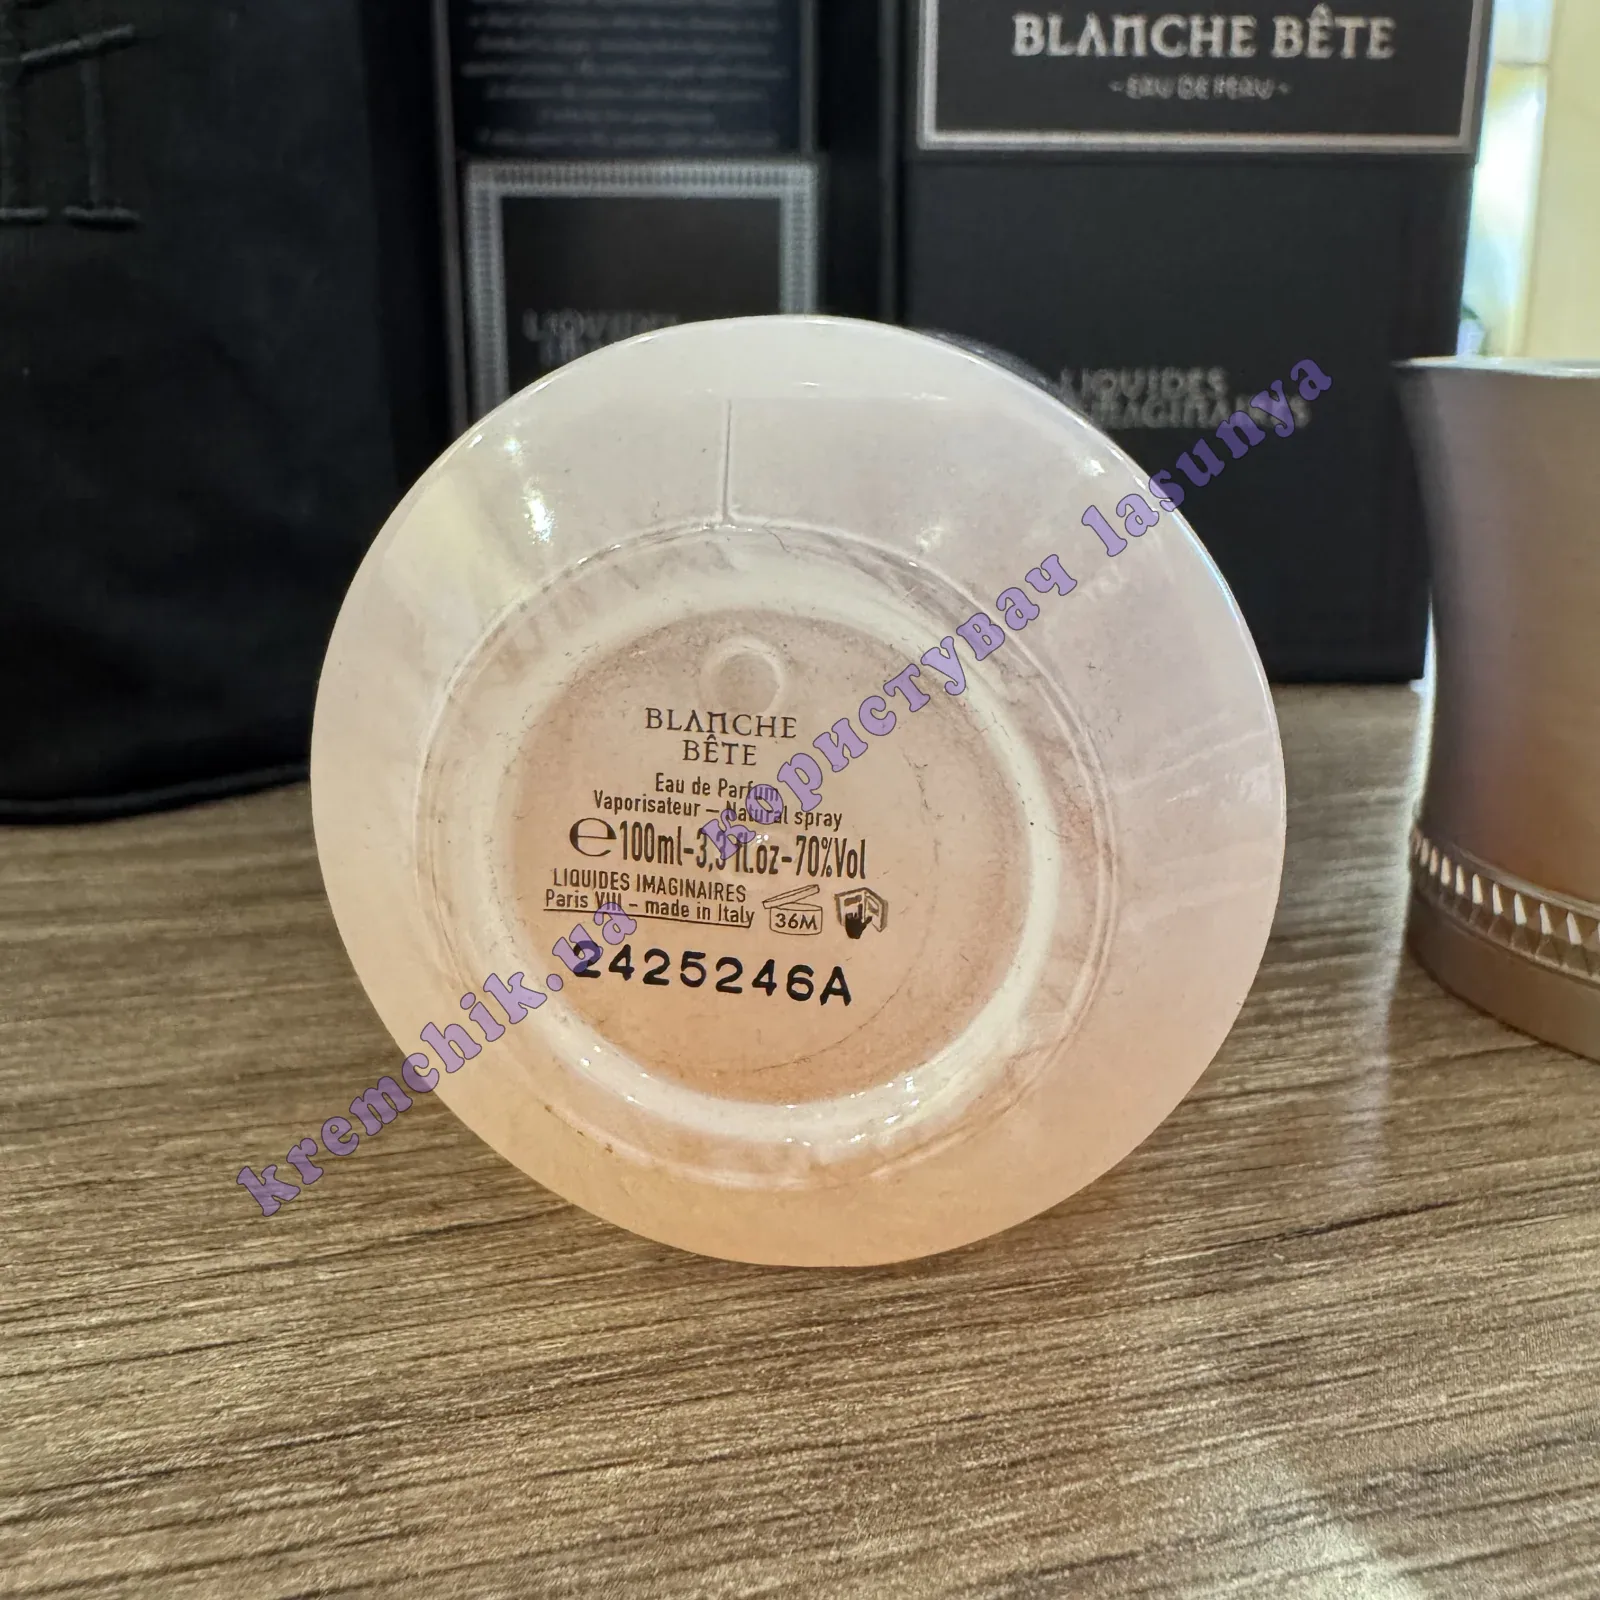 BLANCHE BÊTE
~ EAU DE PEAU ~
LIQUIDES
IMAGINAIRES
BLANCHE
BÊTE
Eau de Parfum
Vaporisateur – Natural spray
℮100ml-3,3 fl.oz-70%Vol
LIQUIDES IMAGINAIRES
Paris VIII – made in Italy
36M
2425246A
kremchik.ua користувач lasunya